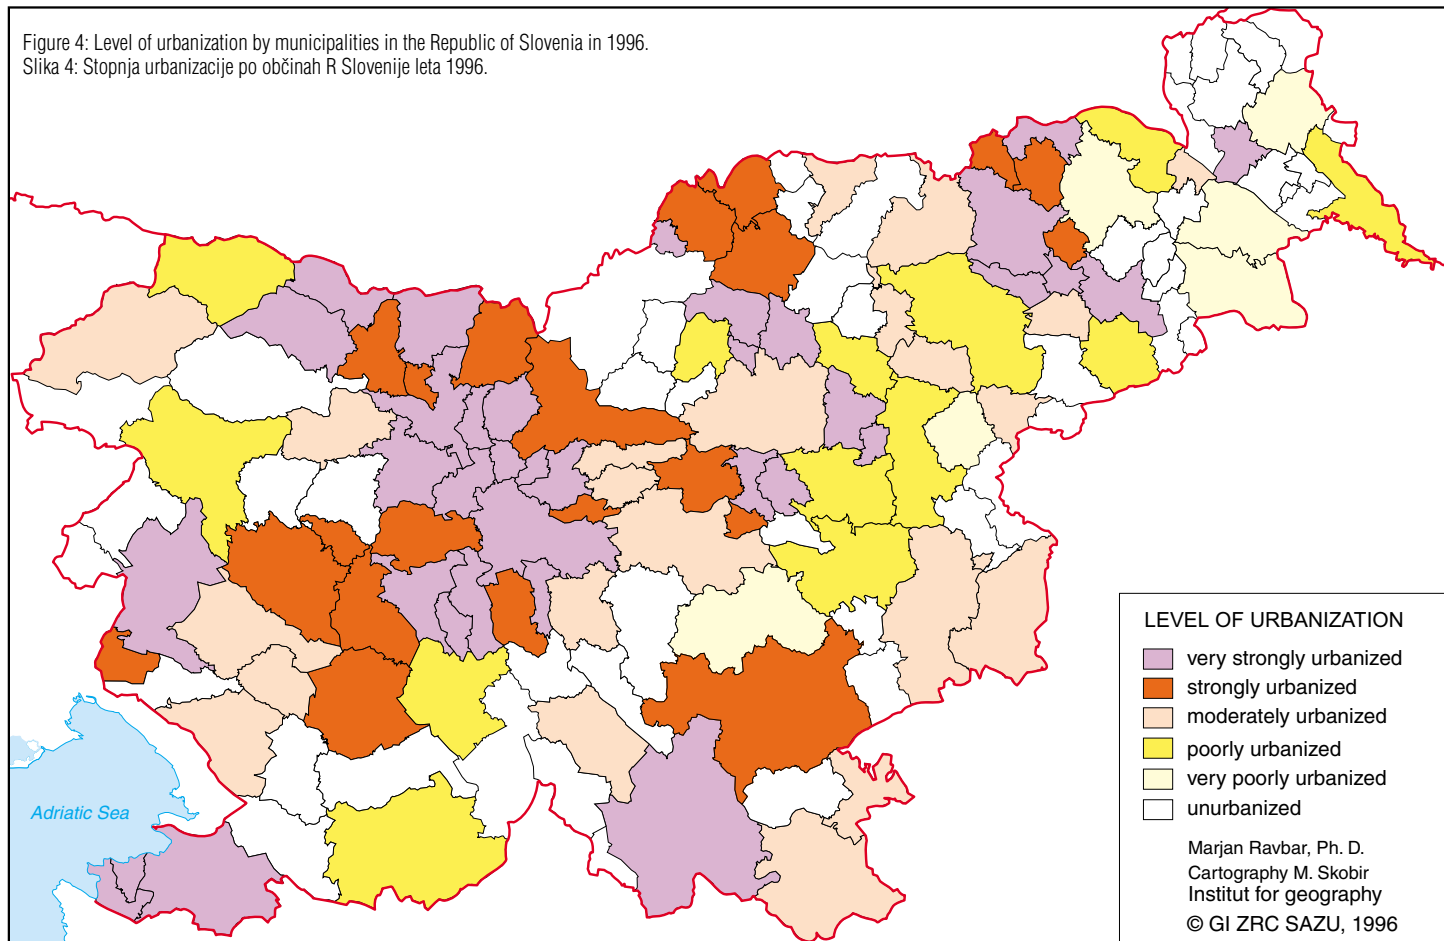 Figure 4: Level of urbanization by municipalities in the Republic of Slovenia in 1996.
Slika 4: Stopnja urbanizacije po občinah R Slovenije leta 1996.
Adriatic Sea
LEVEL OF URBANIZATION
very strongly urbanized
strongly urbanized
moderately urbanized
poorly urbanized
very poorly urbanized
unurbanized
Marjan Ravbar, Ph. D.
Cartography M. Skobir
Institut for geography
© GI ZRC SAZU, 1996